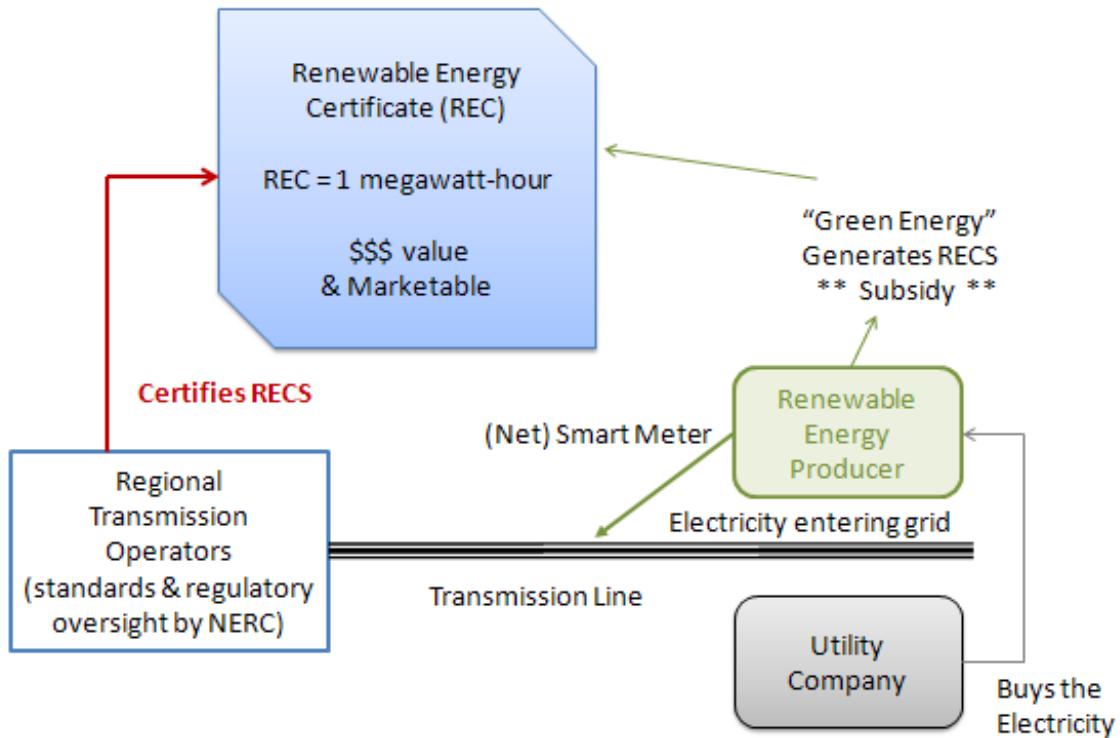 Renewable Energy
Certificate (REC)
REC = 1 megawatt-hour
$$$ value
& Marketable
“Green Energy”
Generates RECS
** Subsidy **
Certifies RECS
Renewable
Energy
Producer
(Net) Smart Meter
Regional
Transmission
Operators
(standards & regulatory
oversight by NERC)
Electricity entering grid
Transmission Line
Utility
Company
Buys the
Electricity